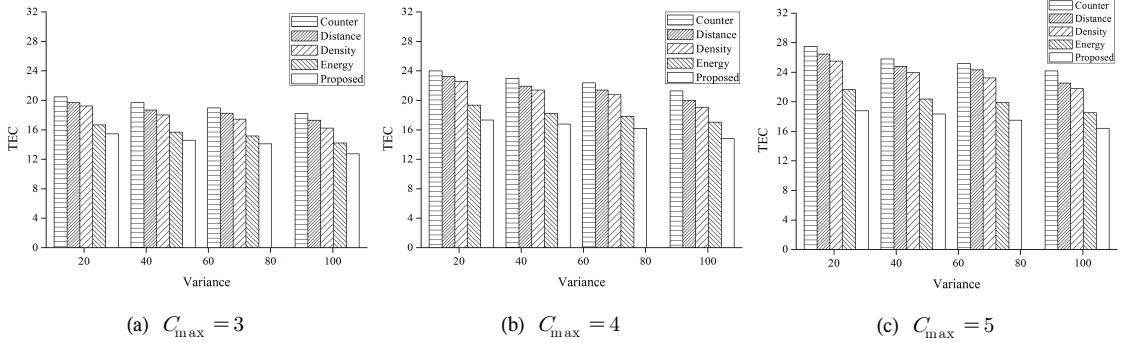 32
28
24
20
16
12
8
4
0
TEC
20 40 60 80 100
Variance
Counter
Distance
Density
Energy
Proposed
(a) C_max = 3
32
28
24
20
16
12
8
4
0
TEC
20 40 60 80 100
Variance
Counter
Distance
Density
Energy
Proposed
(b) C_max = 4
32
28
24
20
16
12
8
4
0
TEC
20 40 60 80 100
Variance
Counter
Distance
Density
Energy
Proposed
(c) C_max = 5